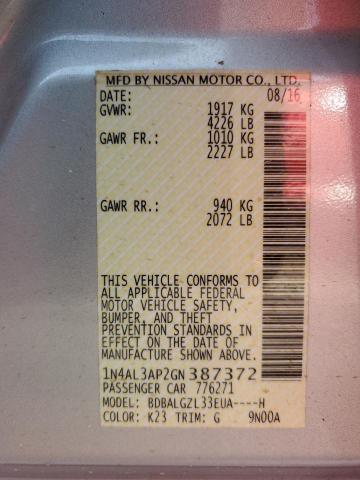 MFD BY NISSAN MOTOR CO., LTD.
DATE: 08/16
GVWR: 1917 KG
4226 LB
GAWR FR.: 1010 KG
2227 LB
GAWR RR.: 940 KG
2072 LB
THIS VEHICLE CONFORMS TO
ALL APPLICABLE FEDERAL
MOTOR VEHICLE SAFETY,
BUMPER, AND THEFT
PREVENTION STANDARDS IN
EFFECT ON THE DATE OF
MANUFACTURE SHOWN ABOVE.
1N4AL3AP2GN387372
PASSENGER CAR 776271
MODEL: BDBALGZL33EUA----H
COLOR: K23 TRIM: G 9N00A